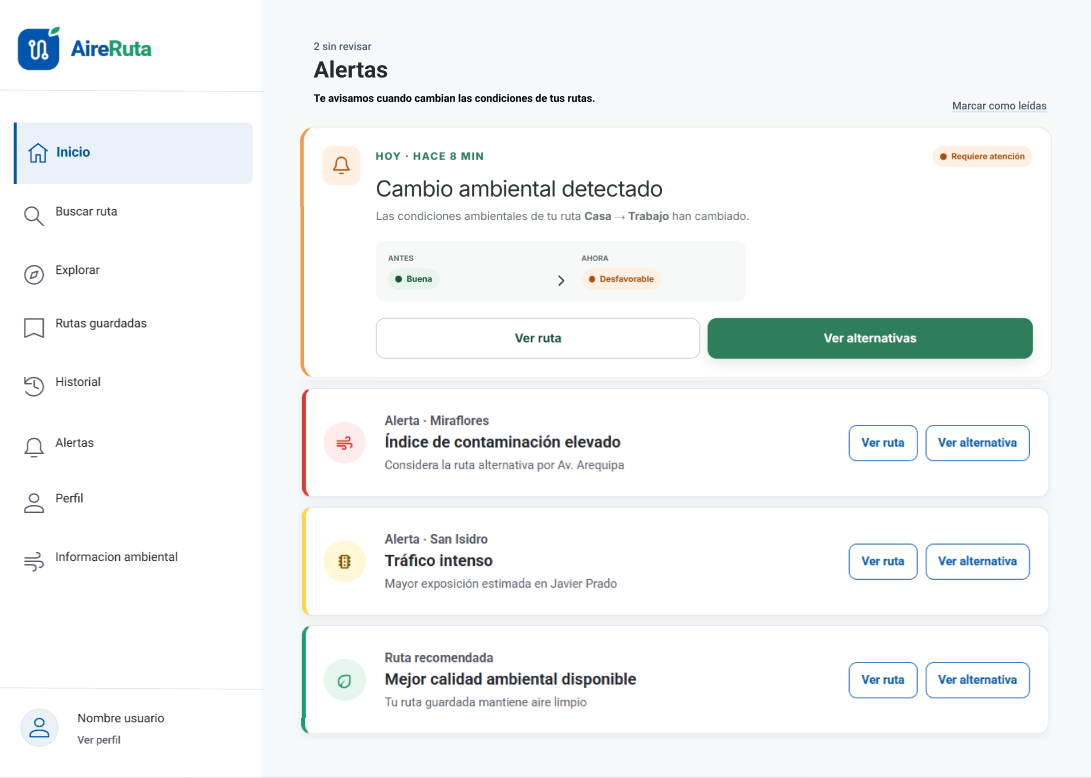 AireRuta
Inicio
Buscar ruta
Explorar
Rutas guardadas
Historial
Alertas
Perfil
Informacion ambiental
Nombre usuario
Ver perfil
2 sin revisar
Alertas
Te avisamos cuando cambian las condiciones de tus rutas.
Marcar como leídas
HOY · HACE 8 MIN
Requiere atención
Cambio ambiental detectado
Las condiciones ambientales de tu ruta Casa → Trabajo han cambiado.
ANTES
Buena
AHORA
Desfavorable
Ver ruta
Ver alternativas
Alerta · Miraflores
Índice de contaminación elevado
Considera la ruta alternativa por Av. Arequipa
Ver ruta
Ver alternativa
Alerta · San Isidro
Tráfico intenso
Mayor exposición estimada en Javier Prado
Ver ruta
Ver alternativa
Ruta recomendada
Mejor calidad ambiental disponible
Tu ruta guardada mantiene aire limpio
Ver ruta
Ver alternativa